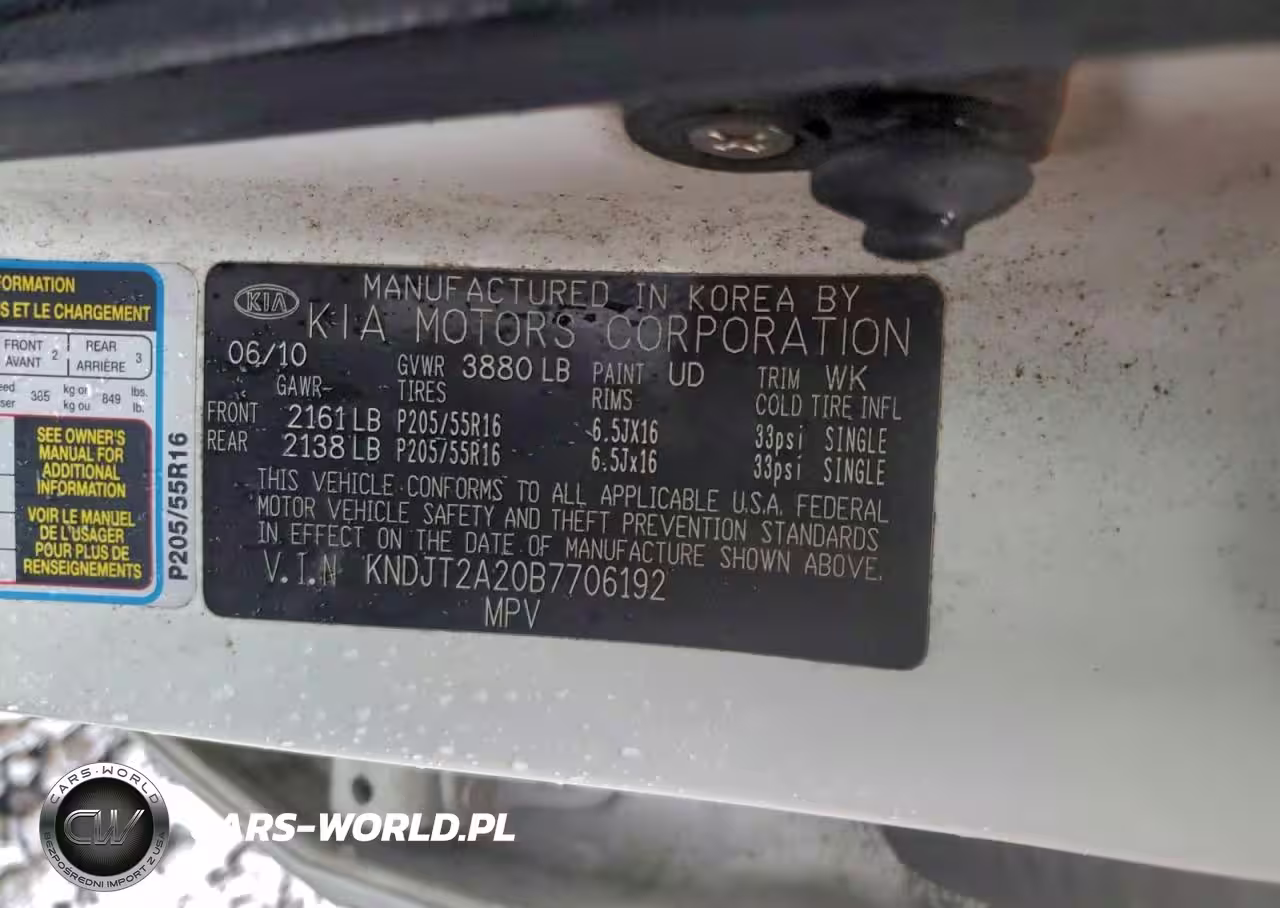 FORMATION
S ET LE CHARGEMENT
FRONT AVANT 2 REAR ARRIÈRE 3
305 kg or kg ou 849 lbs. lb.
SEE OWNER'S
MANUAL FOR
ADDITIONAL
INFORMATION
VOIR LE MANUEL
DE L'USAGER
POUR PLUS DE
RENSEIGNEMENTS
P205/55R16
KIA
MANUFACTURED IN KOREA BY
KIA MOTORS CORPORATION
06/10 GVWR 3880 LB PAINT UD TRIM WK
GAWR- TIRES RIMS COLD TIRE INFL
FRONT 2161 LB P205/55R16 6.5JX16 33psi SINGLE
REAR 2138 LB P205/55R16 6.5Jx16 33psi SINGLE
THIS VEHICLE CONFORMS TO ALL APPLICABLE U.S.A. FEDERAL
MOTOR VEHICLE SAFETY AND THEFT PREVENTION STANDARDS
IN EFFECT ON THE DATE OF MANUFACTURE SHOWN ABOVE.
V.I.N KNDJT2A20B7706192
MPV
CARS-WORLD
CW
BEZPOŚREDNI IMPORT Z USA
CARS-WORLD.PL